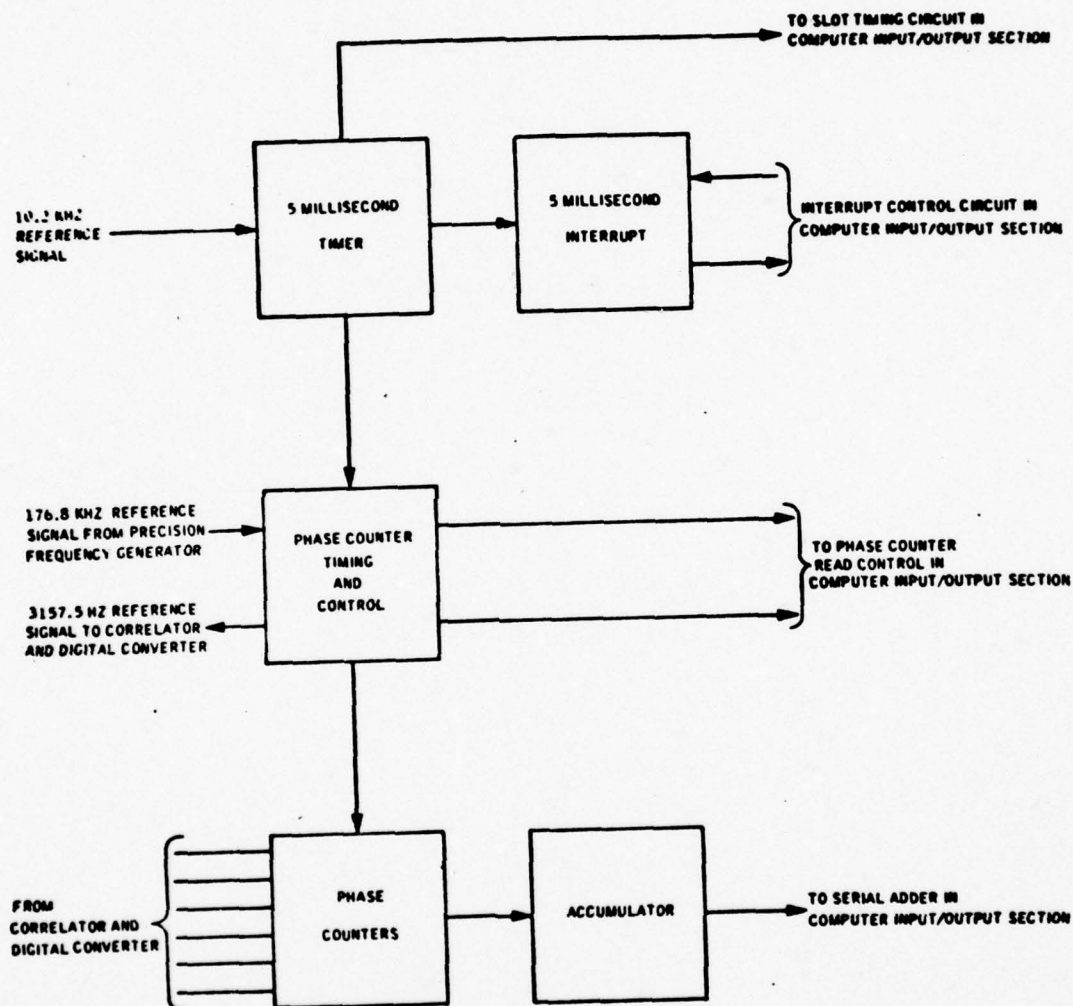 TO SLOT TIMING CIRCUIT IN
COMPUTER INPUT/OUTPUT SECTION
10.2 KHZ
REFERENCE
SIGNAL
5 MILLISECOND
TIMER
5 MILLISECOND
INTERRUPT
INTERRUPT CONTROL CIRCUIT IN
COMPUTER INPUT/OUTPUT SECTION
176.8 KHZ REFERENCE
SIGNAL FROM PRECISION
FREQUENCY GENERATOR
3157.5 HZ REFERENCE
SIGNAL TO CORRELATOR
AND DIGITAL CONVERTER
PHASE COUNTER
TIMING
AND
CONTROL
TO PHASE COUNTER
READ CONTROL IN
COMPUTER INPUT/OUTPUT SECTION
FROM
CORRELATOR AND
DIGITAL CONVERTER
PHASE
COUNTERS
ACCUMULATOR
TO SERIAL ADDER IN
COMPUTER INPUT/OUTPUT SECTION